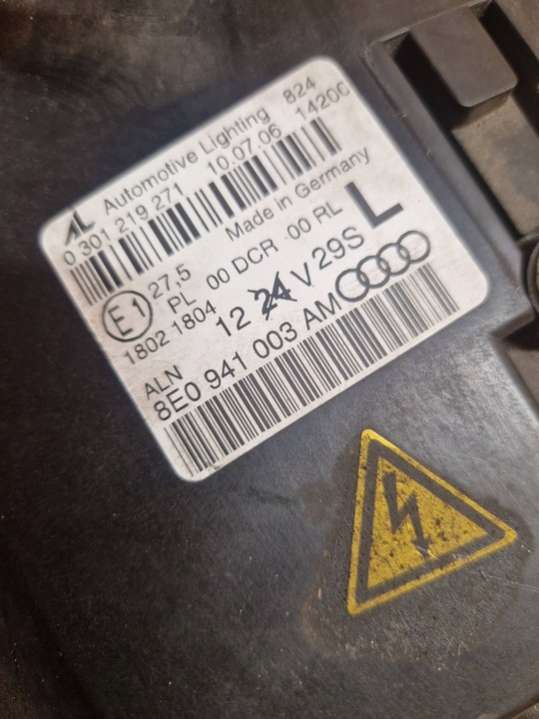 AL Automotive Lighting 824
0 301 219 271 10.07.06 1420
Made in Germany
E1 27,5
PL 00 DCR 00 RL L
1802 1804
12 24 V 29S
ALN
8E0 941 003 AM